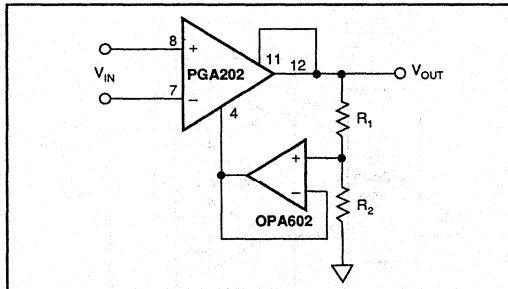 8
+
11
12
V_OUT
V_IN
PGA202
7
−
4
R_1
+
−
R_2
OPA602